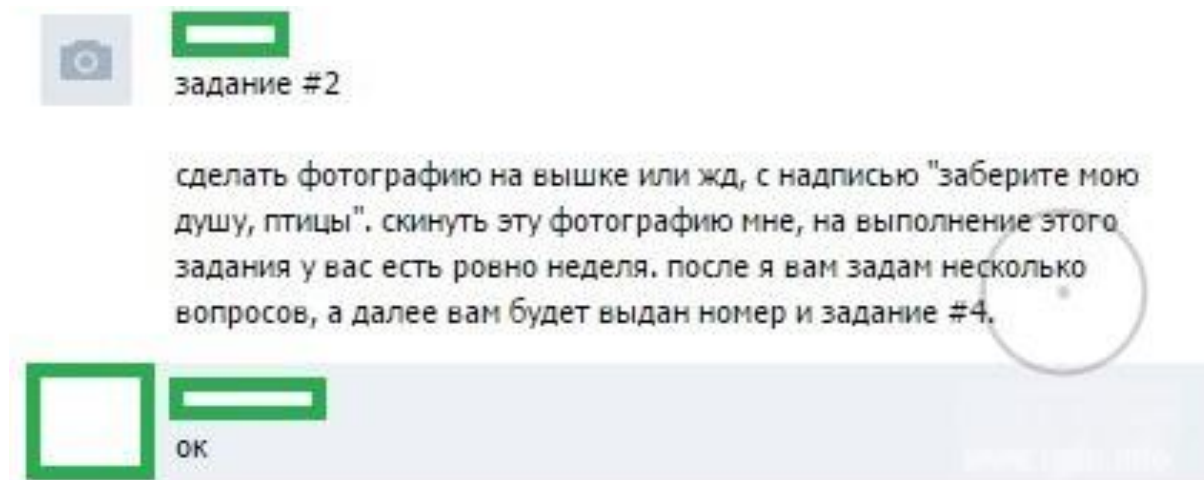 задание #2
сделать фотографию на вышке или жд, с надписью "заберите мою
душу, птицы". скинуть эту фотографию мне, на выполнение этого
задания у вас есть ровно неделя. после я вам задам несколько
вопросов, а далее вам будет выдан номер и задание #4.
ок